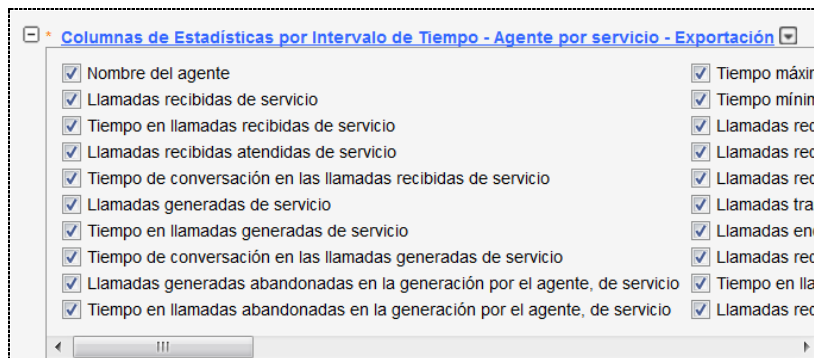 * Columnas de Estadísticas por Intervalo de Tiempo - Agente por servicio - Exportación
Nombre del agente
Llamadas recibidas de servicio
Tiempo en llamadas recibidas de servicio
Llamadas recibidas atendidas de servicio
Tiempo de conversación en las llamadas recibidas de servicio
Llamadas generadas de servicio
Tiempo en llamadas generadas de servicio
Tiempo de conversación en las llamadas generadas de servicio
Llamadas generadas abandonadas en la generación por el agente, de servicio
Tiempo en llamadas abandonadas en la generación por el agente, de servicio
Tiempo
Tiempo
Llamadas
Llamadas
Llamadas
Llamadas
Llamadas
Llamadas
Tiempo en
Llamadas